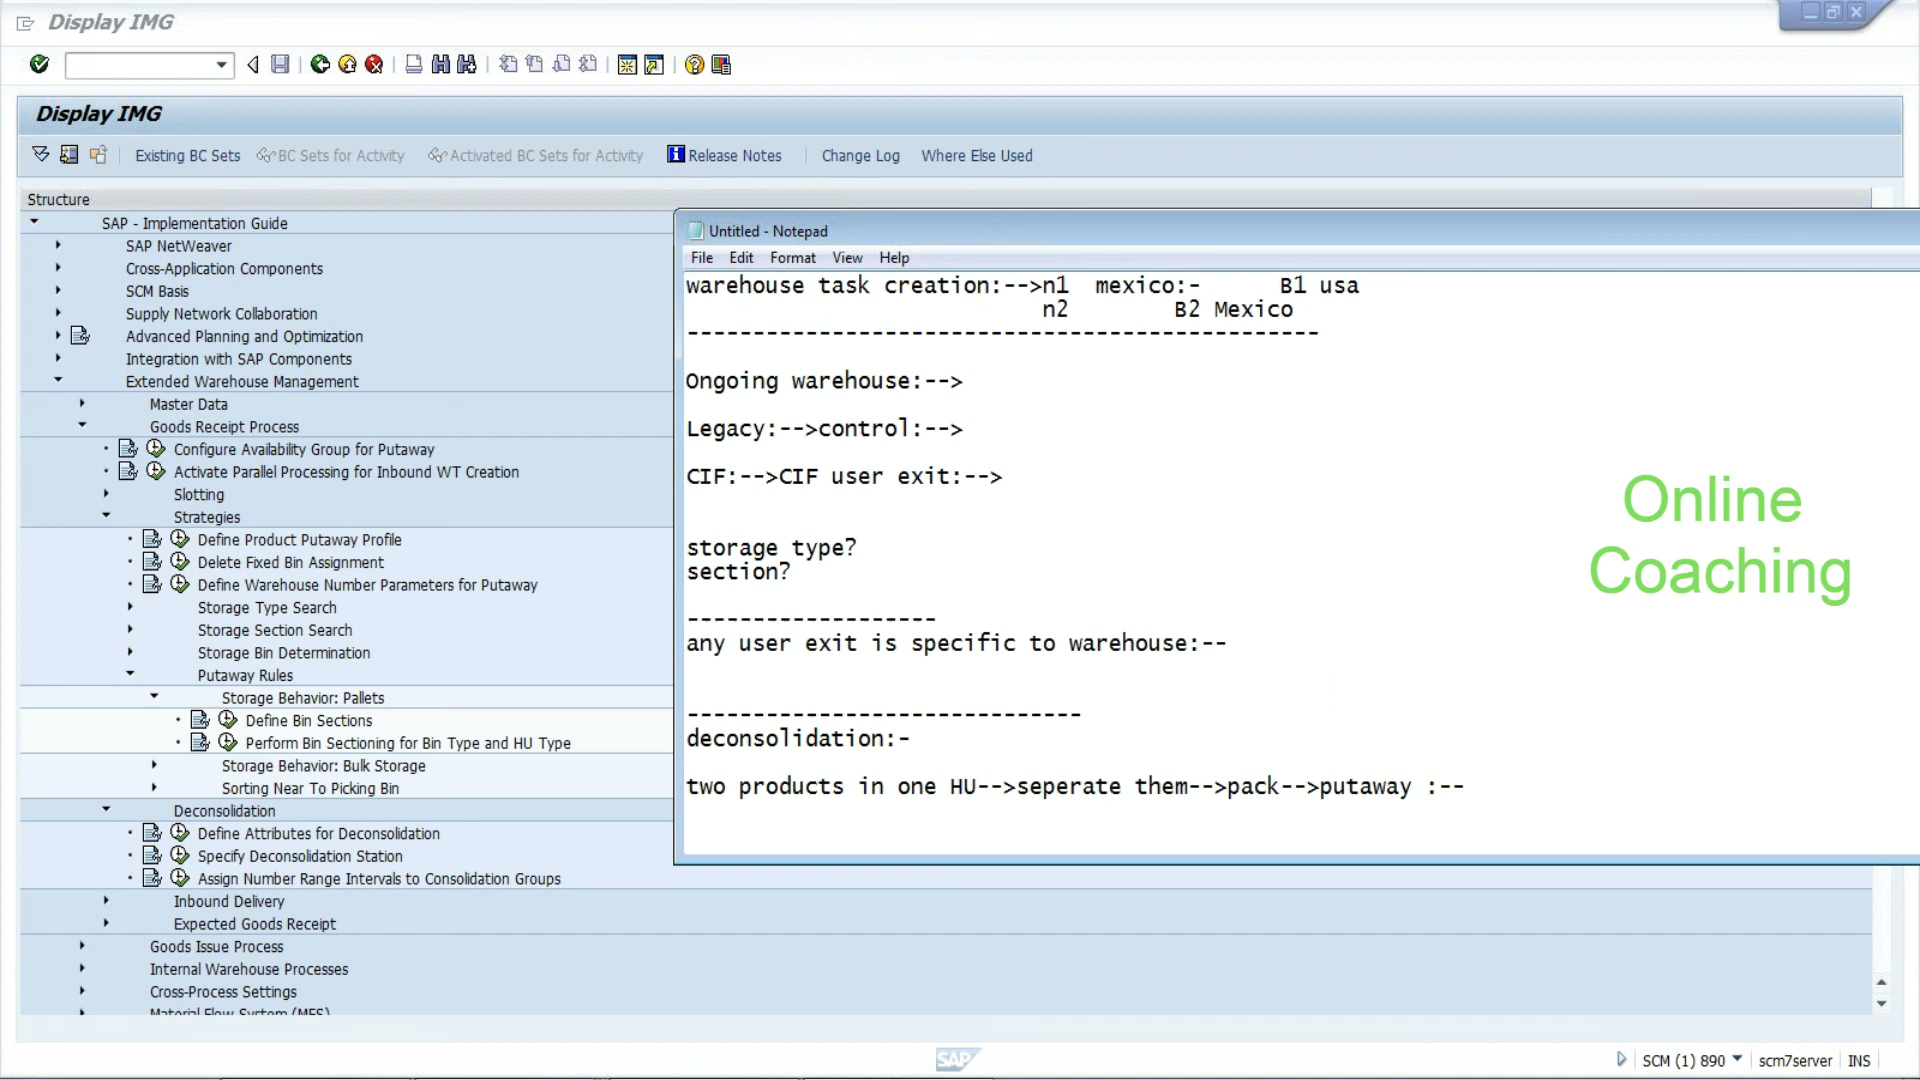 Display IMG
Display IMG
Existing BC Sets BC Sets for Activity Activated BC Sets for Activity Release Notes Change Log Where Else Used
Structure
SAP - Implementation Guide
SAP NetWeaver
Cross-Application Components
SCM Basis
Supply Network Collaboration
Advanced Planning and Optimization
Integration with SAP Components
Extended Warehouse Management
Master Data
Goods Receipt Process
Configure Availability Group for Putaway
Activate Parallel Processing for Inbound WT Creation
Slotting
Strategies
Define Product Putaway Profile
Delete Fixed Bin Assignment
Define Warehouse Number Parameters for Putaway
Storage Type Search
Storage Section Search
Storage Bin Determination
Putaway Rules
Storage Behavior: Pallets
Define Bin Sections
Perform Bin Sectioning for Bin Type and HU Type
Storage Behavior: Bulk Storage
Sorting Near To Picking Bin
Deconsolidation
Define Attributes for Deconsolidation
Specify Deconsolidation Station
Assign Number Range Intervals to Consolidation Groups
Inbound Delivery
Expected Goods Receipt
Goods Issue Process
Internal Warehouse Processes
Cross-Process Settings
Material Flow System (MFS)
Untitled - Notepad
File Edit Format View Help
warehouse task creation:-->n1 mexico:- B1 usa
n2 B2 Mexico
------------------------------------------------
Ongoing warehouse:-->
Legacy:-->control:-->
CIF:-->CIF user exit:-->
storage type?
section?
-------------------
any user exit is specific to warehouse:--
------------------------------
deconsolidation:-
two products in one HU-->seperate them-->pack-->putaway :--
Online
Coaching
SAP
SCM (1) 890 scm7server INS